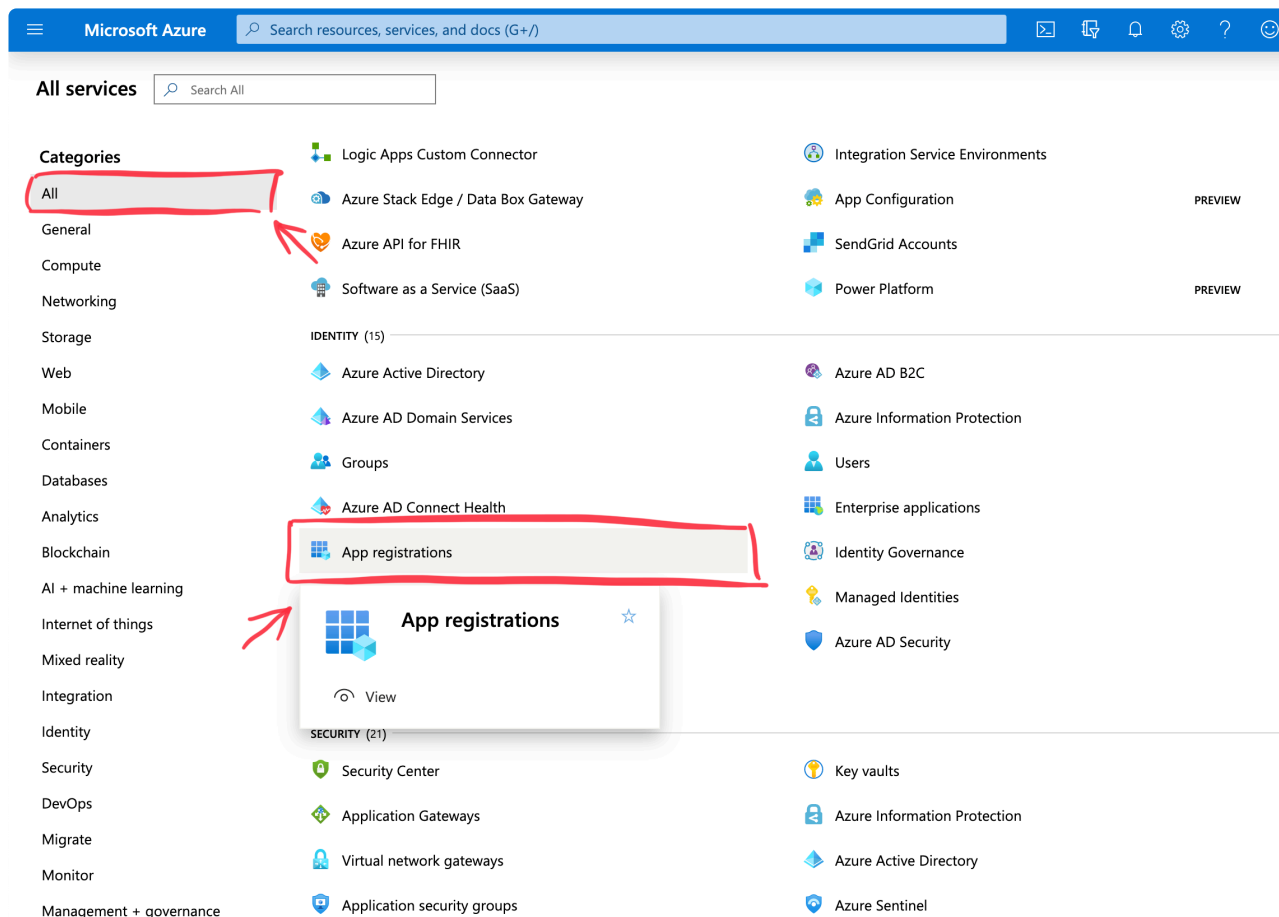 Microsoft Azure
Search resources, services, and docs (G+/)
All services
Search All
Categories
All
General
Compute
Networking
Storage
Web
Mobile
Containers
Databases
Analytics
Blockchain
AI + machine learning
Internet of things
Mixed reality
Integration
Identity
Security
DevOps
Migrate
Monitor
Management + governance
Logic Apps Custom Connector
Integration Service Environments
Azure Stack Edge / Data Box Gateway
App Configuration PREVIEW
Azure API for FHIR
SendGrid Accounts
Software as a Service (SaaS)
Power Platform PREVIEW
IDENTITY (15)
Azure Active Directory
Azure AD B2C
Azure AD Domain Services
Azure Information Protection
Groups
Users
Azure AD Connect Health
Enterprise applications
App registrations
Identity Governance
Managed Identities
App registrations
Azure AD Security
View
SECURITY (21)
Security Center
Key vaults
Application Gateways
Azure Information Protection
Virtual network gateways
Azure Active Directory
Application security groups
Azure Sentinel